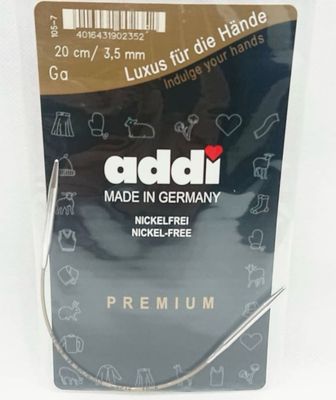 105-7
4016431902352
20 cm/ 3,5 mm
Ga
Luxus für die Hände
Indulge your hands
addi
MADE IN GERMANY
NICKELFREI
NICKEL-FREE
PREMIUM